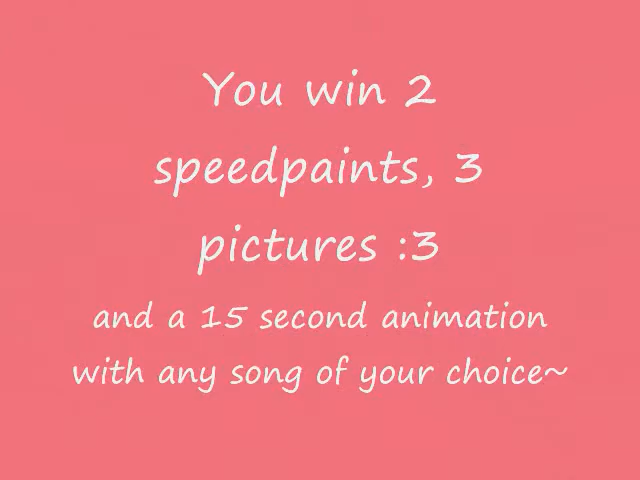 You win 2
speedpaints, 3
pictures :3
and a 15 second animation
with any song of your choice~